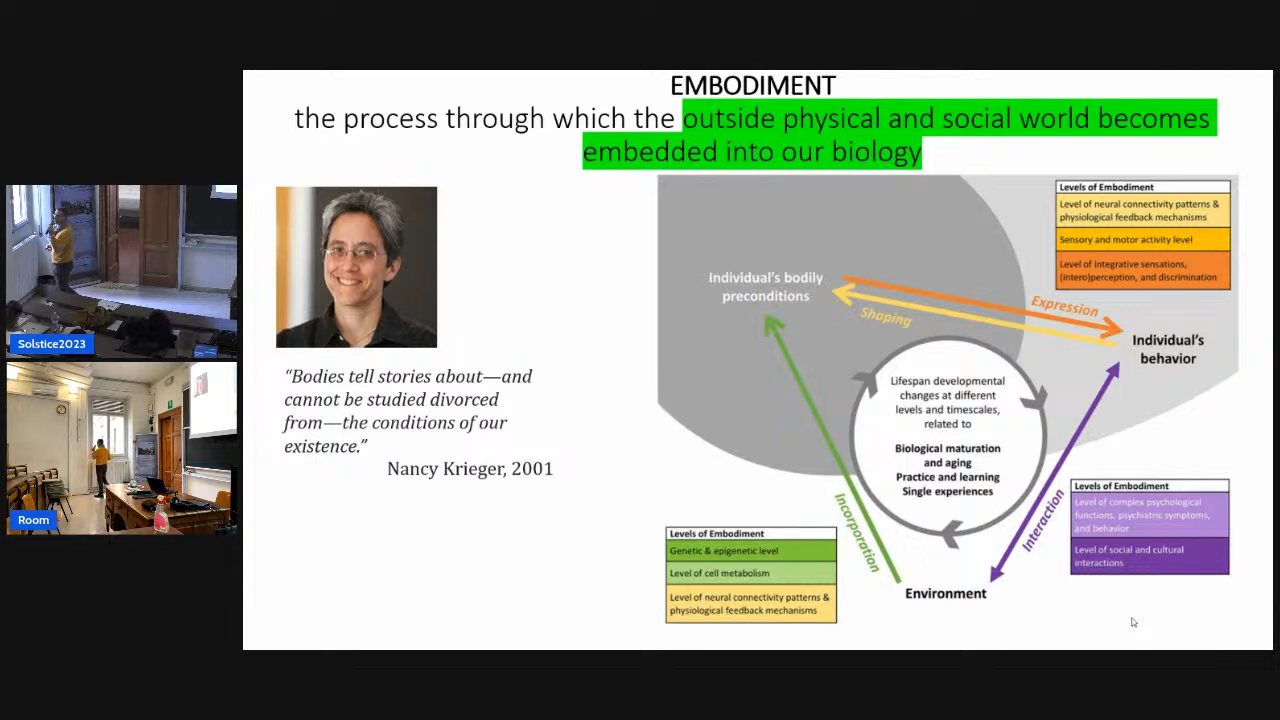 EMBODIMENT
the process through which the outside physical and social world becomes
embedded into our biology
"Bodies tell stories about—and
cannot be studied divorced
from—the conditions of our
existence."
Nancy Krieger, 2001
Levels of Embodiment
Level of neural connectivity patterns &
physiological feedback mechanisms
Sensory and motor activity level
Level of integrative sensations,
(intero)perception, and discrimination
Individual's bodily
preconditions
Expression
Shaping
Individual's
behavior
Lifespan developmental
changes at different
levels and timescales,
related to
Biological maturation
and aging
Practice and learning
Single experiences
Incorporation
Interaction
Levels of Embodiment
Level of complex psychological
functions, psychiatric symptoms,
and behavior
Level of social and cultural
interactions
Levels of Embodiment
Genetic & epigenetic level
Level of cell metabolism
Level of neural connectivity patterns &
physiological feedback mechanisms
Environment
Solstice2023
Room